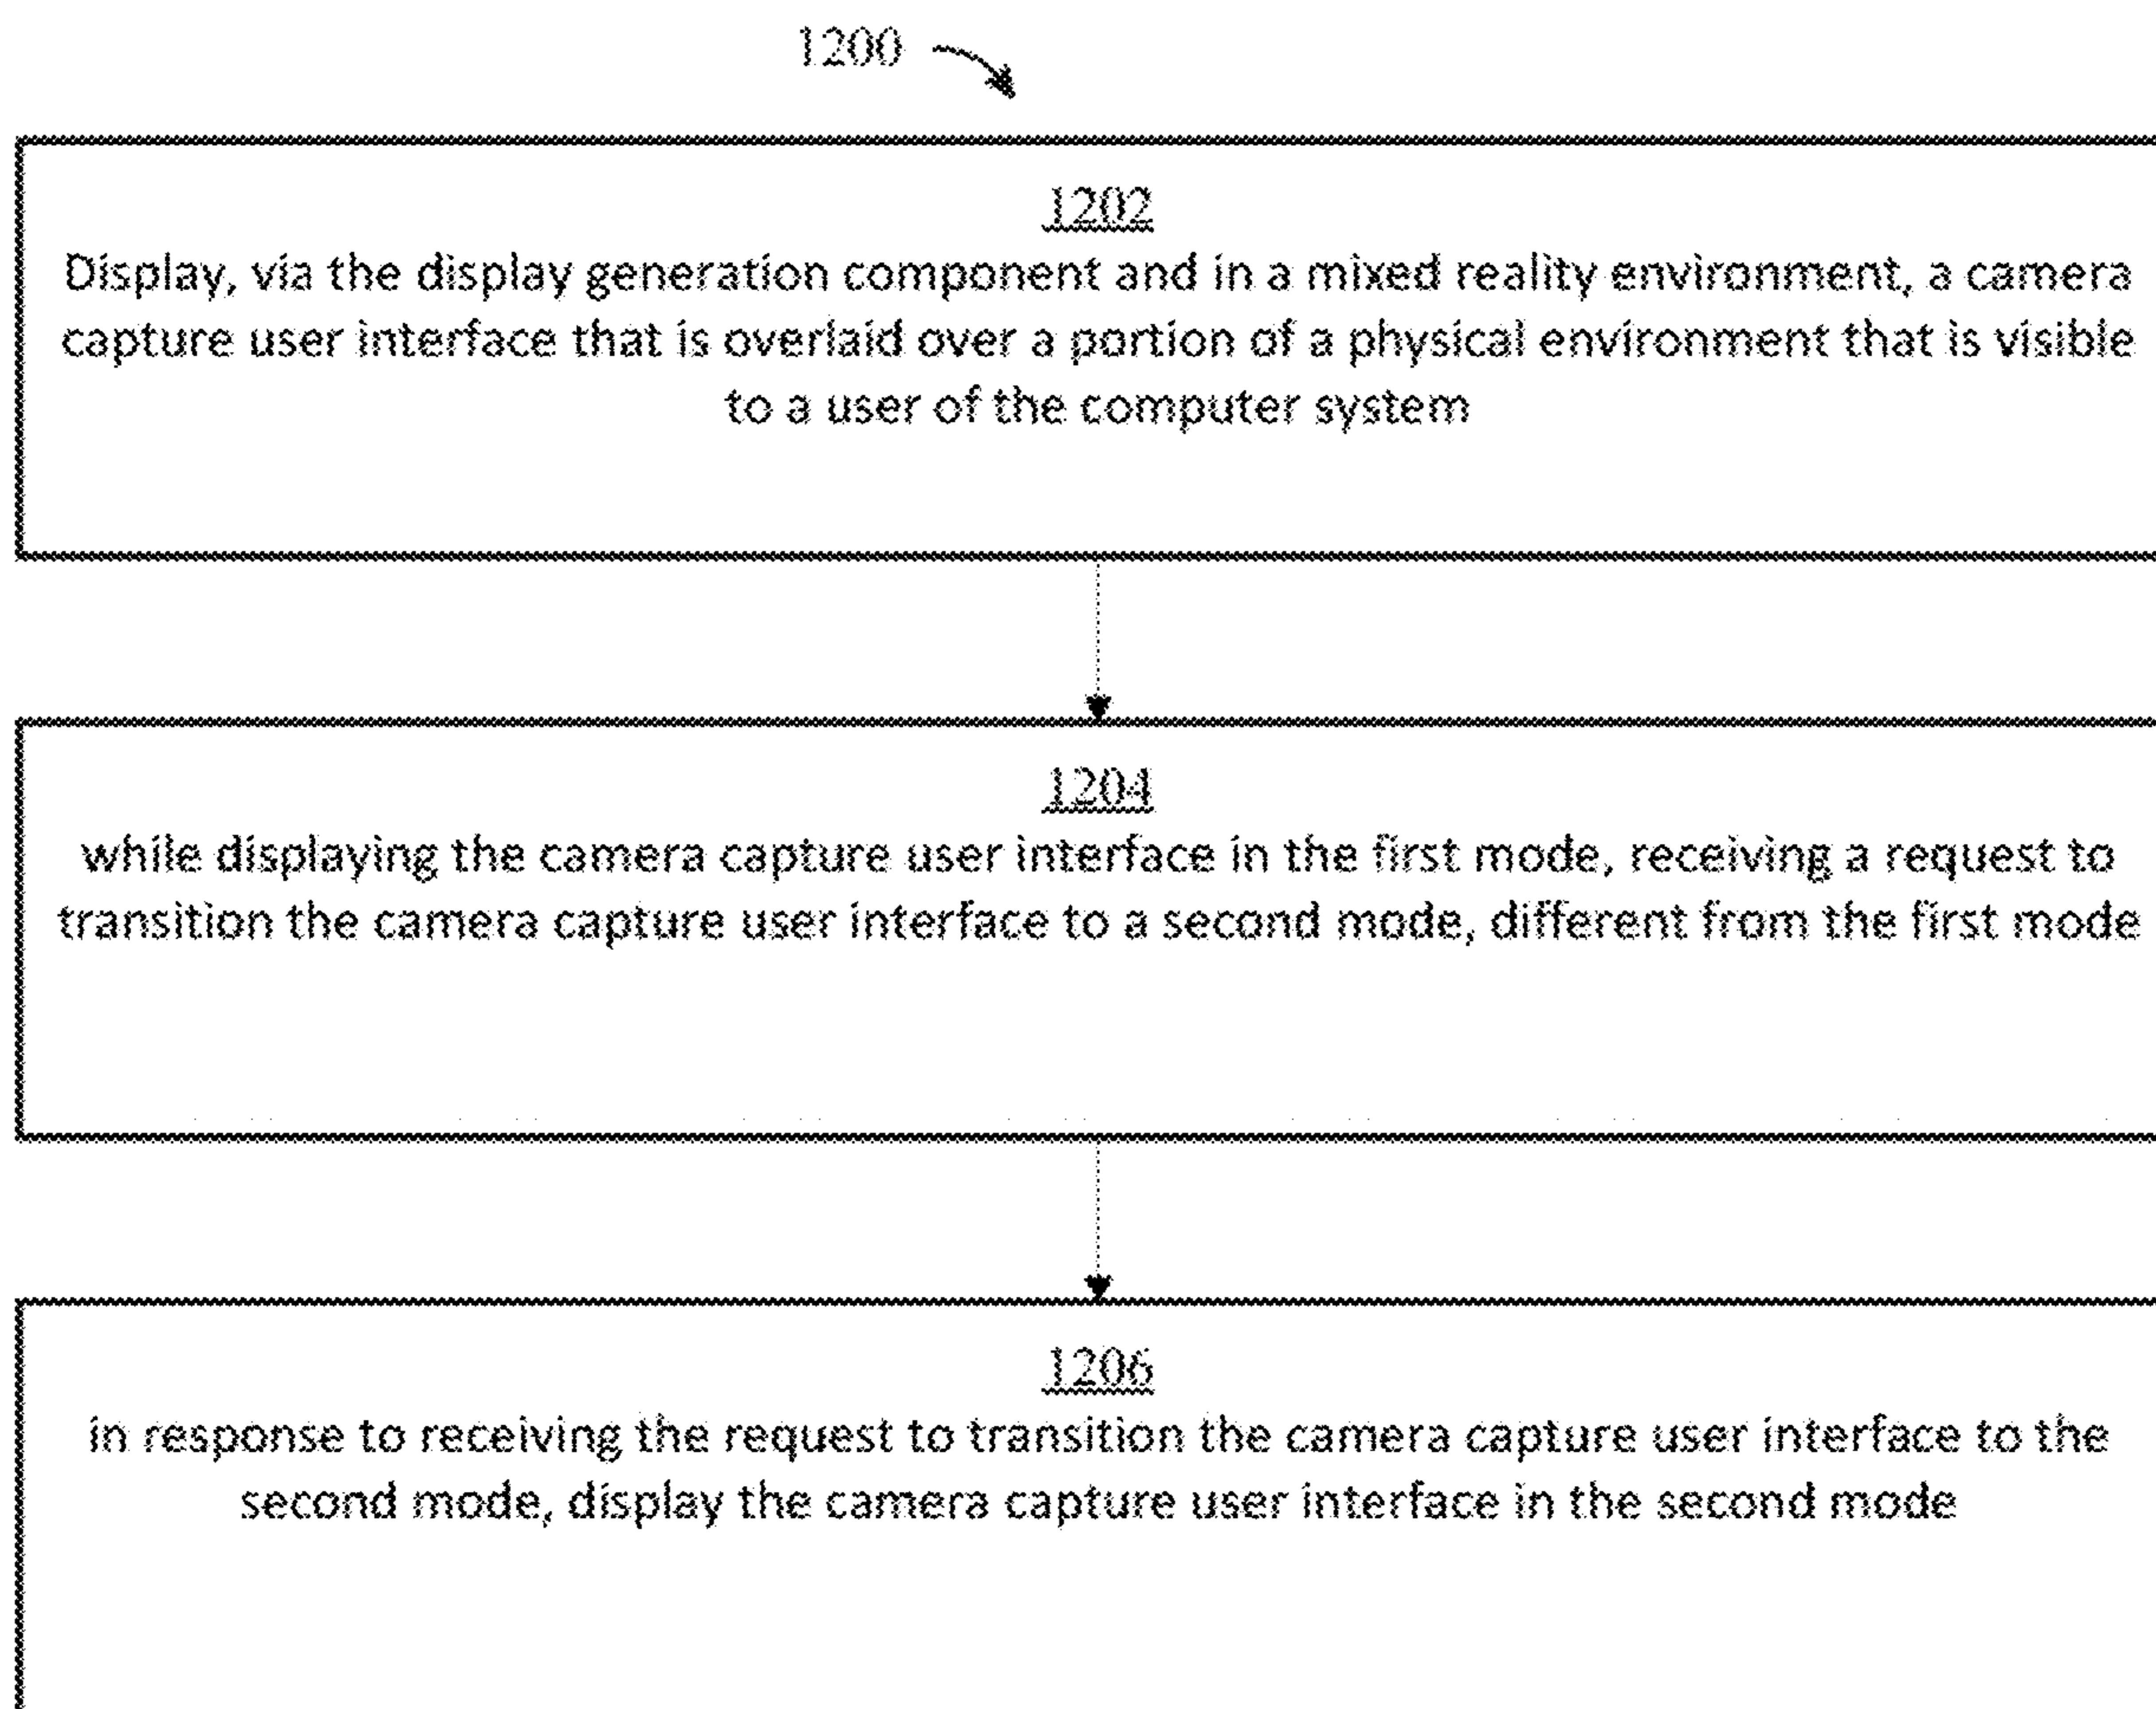 1200
1202
Display, via the display generation component and in a mixed reality environment, a camera
capture user interface that is overlaid over a portion of a physical environment that is visible
to a user of the computer system
1204
while displaying the camera capture user interface in the first mode, receiving a request to
transition the camera capture user interface to a second mode, different from the first mode
1206
in response to receiving the request to transition the camera capture user interface to the
second mode, display the camera capture user interface in the second mode